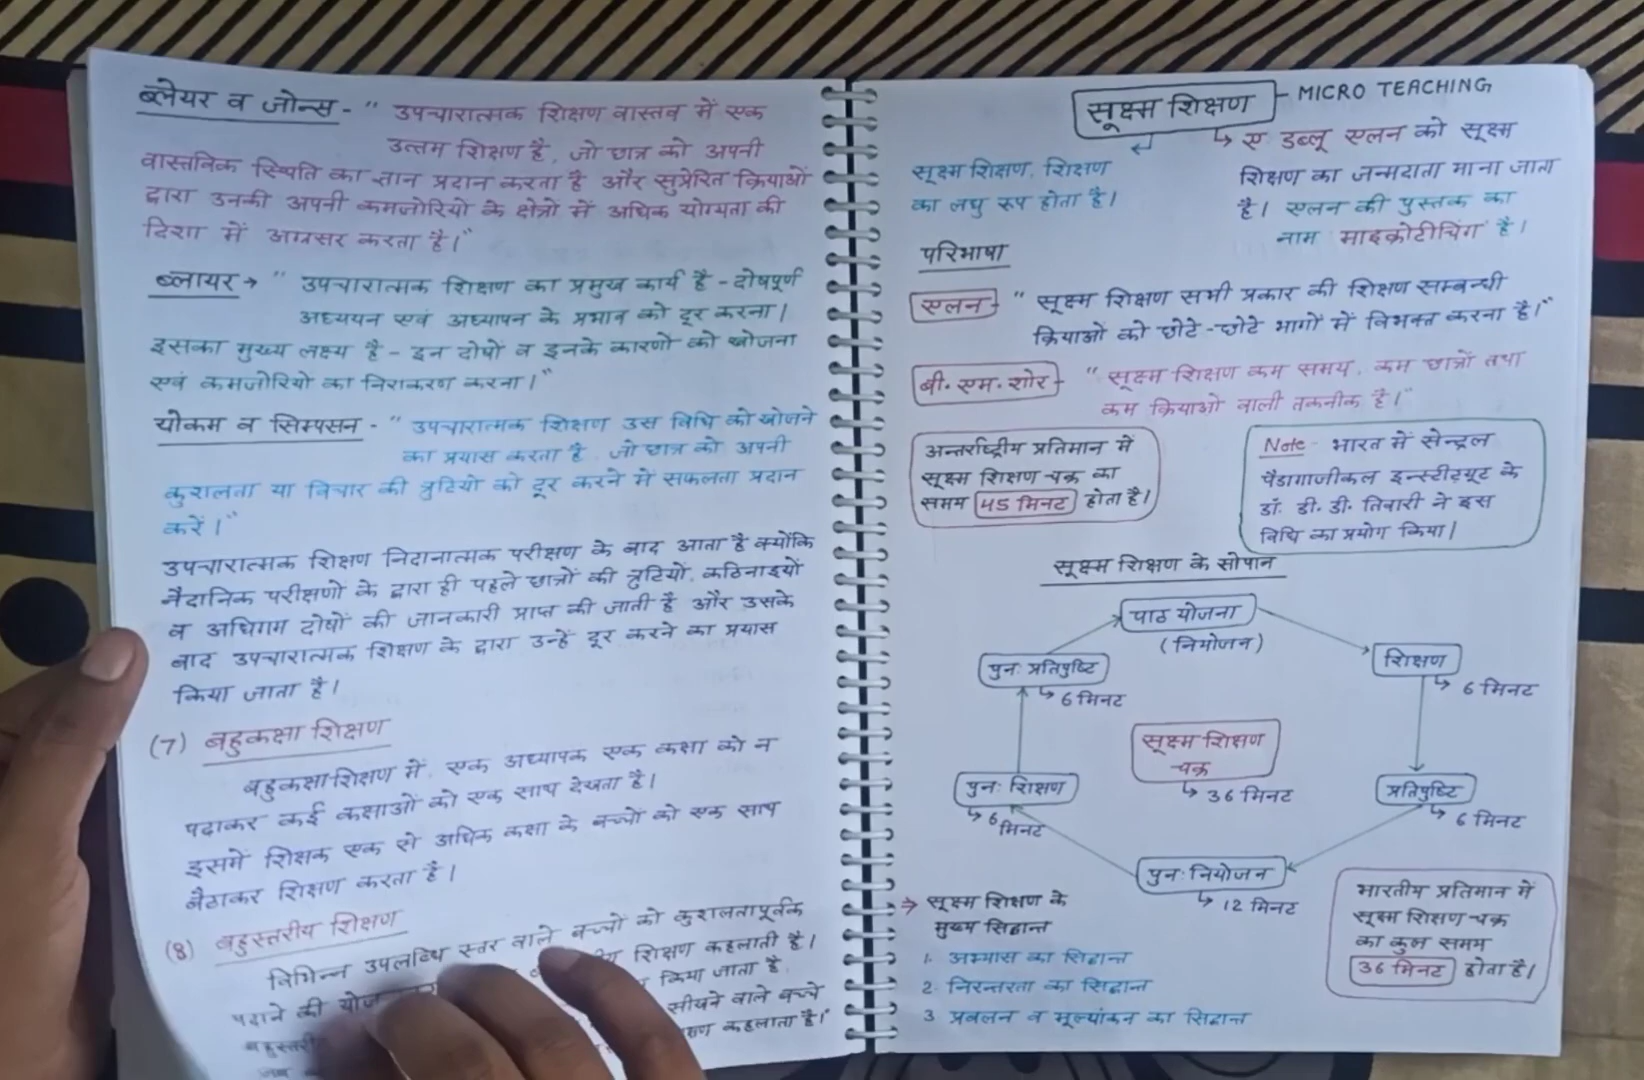 ब्लेयर व जोन्स - " उपचारात्मक शिक्षण वास्तव में एक
उत्तम शिक्षण है, जो छात्र को अपनी
वास्तविक स्थिति का ज्ञान प्रदान करता है और सुप्रेरित क्रियाओं
द्वारा उनकी अपनी कमजोरियो के क्षेत्रों में अधिक योग्यता की
दिशा में अग्रसर करता है।"
ब्लायर → " उपचारात्मक शिक्षण का प्रमुख कार्य है - दोषपूर्ण
अध्ययन एवं अध्यापन के प्रभाव को दूर करना।
इसका मुख्य लक्ष्य है - इन दोषों व इनके कारणों को खोजना
एवं कमजोरियो का निराकरण करना।"
योकम व सिम्पसन - " उपचारात्मक शिक्षण उस विधि को खोजने
का प्रयास करता है, जो छात्र को अपनी
कुशलता या विचार की त्रुटियो को दूर करने में सफलता प्रदान
करें।"
उपचारात्मक शिक्षण निदानात्मक परीक्षण के बाद आता है क्योंकि
नैदानिक परीक्षणों के द्वारा ही पहले छात्रों की त्रुटियों, कठिनाइयों
व अधिगम दोषों की जानकारी प्राप्त की जाती है और उसके
बाद उपचारात्मक शिक्षण के द्वारा उन्हें दूर करने का प्रयास
किया जाता है।
(7) बहुकक्षा शिक्षण
बहुकक्षा शिक्षण में, एक अध्यापक एक कक्षा को न
पढ़ाकर कई कक्षाओं को एक साथ देखता है।
इसमें शिक्षक एक से अधिक कक्षा के बच्चों को एक साथ
बैठाकर शिक्षण करता है।
(8) बहुस्तरीय शिक्षण
विभिन्न उपलब्धि स्तर वाले बच्चों को कुशलतापूर्वक
पढ़ाने की शिक्षण कहलाती है।
किया जाता है,
सीखने वाले बच्चे
कहलाता है।"
सूक्ष्म शिक्षण - MICRO TEACHING
↳ ए डब्लू एलन को सूक्ष्म
शिक्षण का जन्मदाता माना जाता
है। एलन की पुस्तक का
नाम 'माइक्रोटीचिंग' है।
सूक्ष्म शिक्षण, शिक्षण
का लघु रूप होता है।
परिभाषा
एलन - " सूक्ष्म शिक्षण सभी प्रकार की शिक्षण सम्बन्धी
क्रियाओं को छोटे-छोटे भागों में विभक्त करना है।"
बी. एम. शोर - " सूक्ष्म शिक्षण कम समय, कम छात्रों तथा
कम क्रियाओं वाली तकनीक है।"
अन्तर्राष्ट्रीय प्रतिमान में
सूक्ष्म शिक्षण चक्र का
समय 45 मिनट होता है।
Note - भारत में सेन्ट्रल
पैडागाजीकल इन्स्टीट्यूट के
डॉ. डी. डी. तिवारी ने इस
विधि का प्रयोग किया।
सूक्ष्म शिक्षण के सोपान
पाठ योजना
(नियोजन)
शिक्षण
↳ 6 मिनट
प्रतिपुष्टि
↳ 6 मिनट
पुनः नियोजन
↳ 12 मिनट
पुनः शिक्षण
↳ 6
मिनट
पुनः प्रतिपुष्टि
↳ 6 मिनट
सूक्ष्म शिक्षण
चक्र
↳ 36 मिनट
⇒ सूक्ष्म शिक्षण के
मुख्य सिद्धान्त
1. अभ्यास का सिद्धान्त
2. निरन्तरता का सिद्धान्त
3. प्रबलन व मूल्यांकन का सिद्धान्त
भारतीय प्रतिमान में
सूक्ष्म शिक्षण चक्र
का कुल समय
36 मिनट होता है।